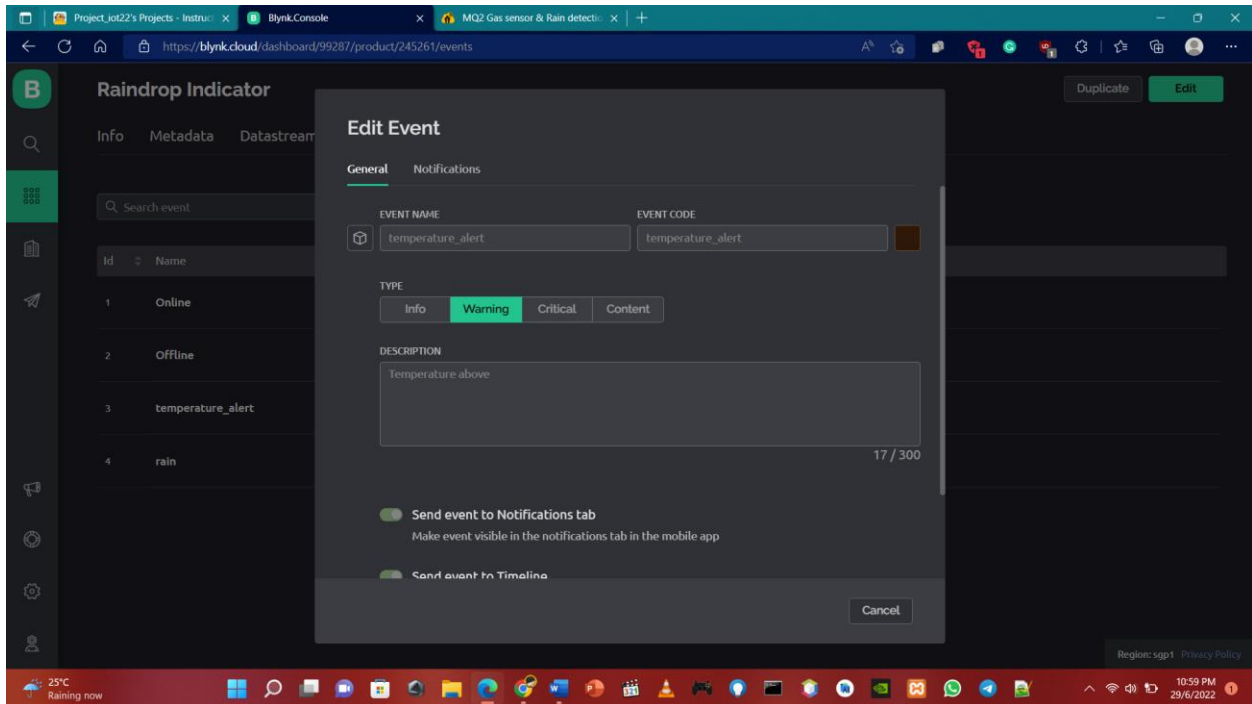 Project_iot22's Projects - Instruc
Blynk.Console
MQ2 Gas sensor & Rain detectio
https://blynk.cloud/dashboard/99287/product/245261/events
B
Raindrop Indicator
Duplicate
Edit
Info Metadata Datastream
Search event
Id Name
1 Online
2 Offline
3 temperature_alert
4 rain
Edit Event
General Notifications
EVENT NAME EVENT CODE
temperature_alert temperature_alert
TYPE
Info Warning Critical Content
DESCRIPTION
Temperature above
17 / 300
Send event to Notifications tab
Make event visible in the notifications tab in the mobile app
Send event to Timeline
Cancel
Region: sgp1 Privacy Policy
25°C
Raining now
10:59 PM
29/6/2022
1